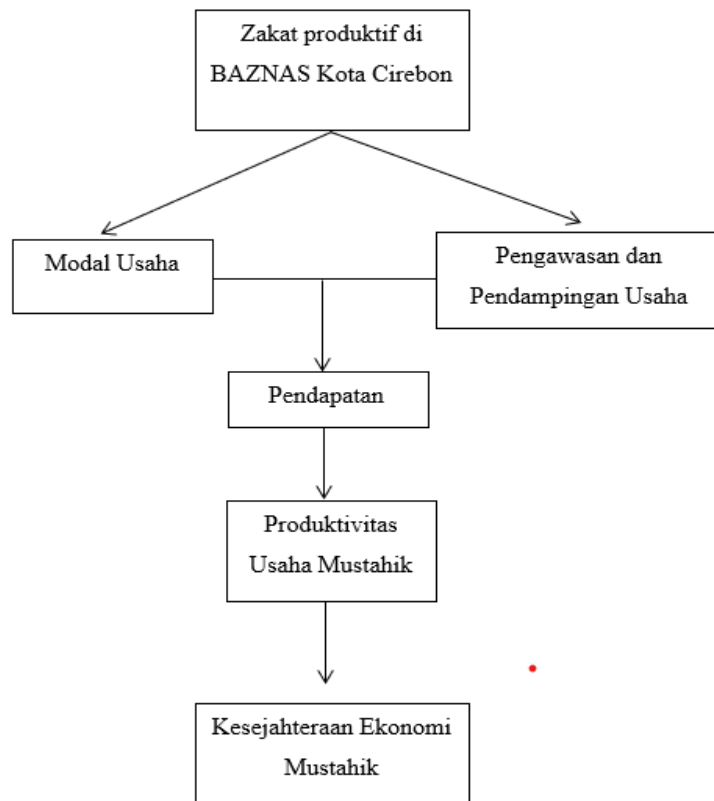 Zakat produktif di
BAZNAS Kota Cirebon
Modal Usaha
Pengawasan dan
Pendampingan Usaha
Pendapatan
Produktivitas
Usaha Mustahik
Kesejahteraan Ekonomi
Mustahik